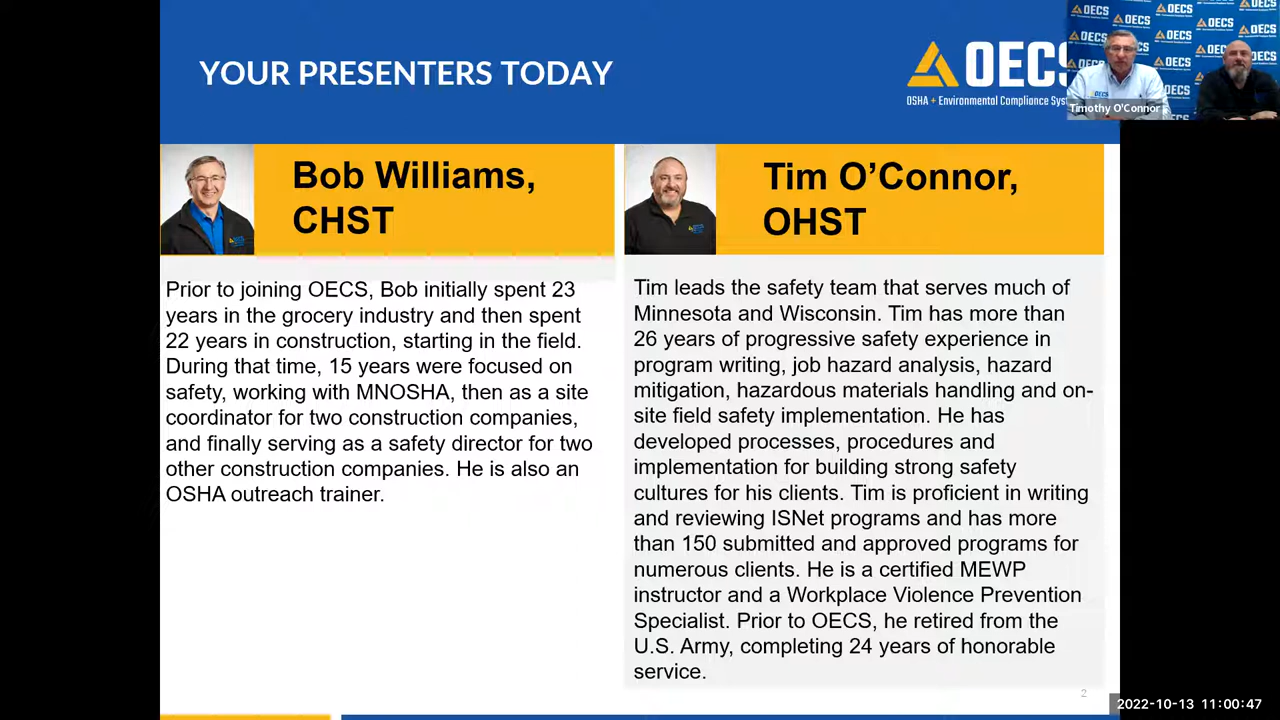 YOUR PRESENTERS TODAY
OECS
OSHA + Environmental Compliance
Timothy O'Connor
Bob Williams,
CHST
Tim O’Connor,
OHST
Prior to joining OECS, Bob initially spent 23
years in the grocery industry and then spent
22 years in construction, starting in the field.
During that time, 15 years were focused on
safety, working with MNOSHA, then as a site
coordinator for two construction companies,
and finally serving as a safety director for two
other construction companies. He is also an
OSHA outreach trainer.
Tim leads the safety team that serves much of
Minnesota and Wisconsin. Tim has more than
26 years of progressive safety experience in
program writing, job hazard analysis, hazard
mitigation, hazardous materials handling and on-
site field safety implementation. He has
developed processes, procedures and
implementation for building strong safety
cultures for his clients. Tim is proficient in writing
and reviewing ISNet programs and has more
than 150 submitted and approved programs for
numerous clients. He is a certified MEWP
instructor and a Workplace Violence Prevention
Specialist. Prior to OECS, he retired from the
U.S. Army, completing 24 years of honorable
service.
2
2022-10-13 11:00:47